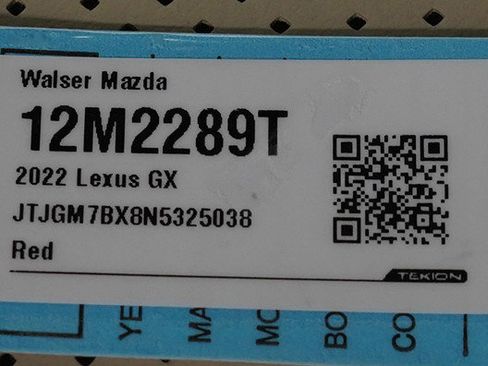 Walser Mazda
12M2289T
2022 Lexus GX
JTJGM7BX8N5325038
Red
TEKION
YE
MA
MO
BO
CO